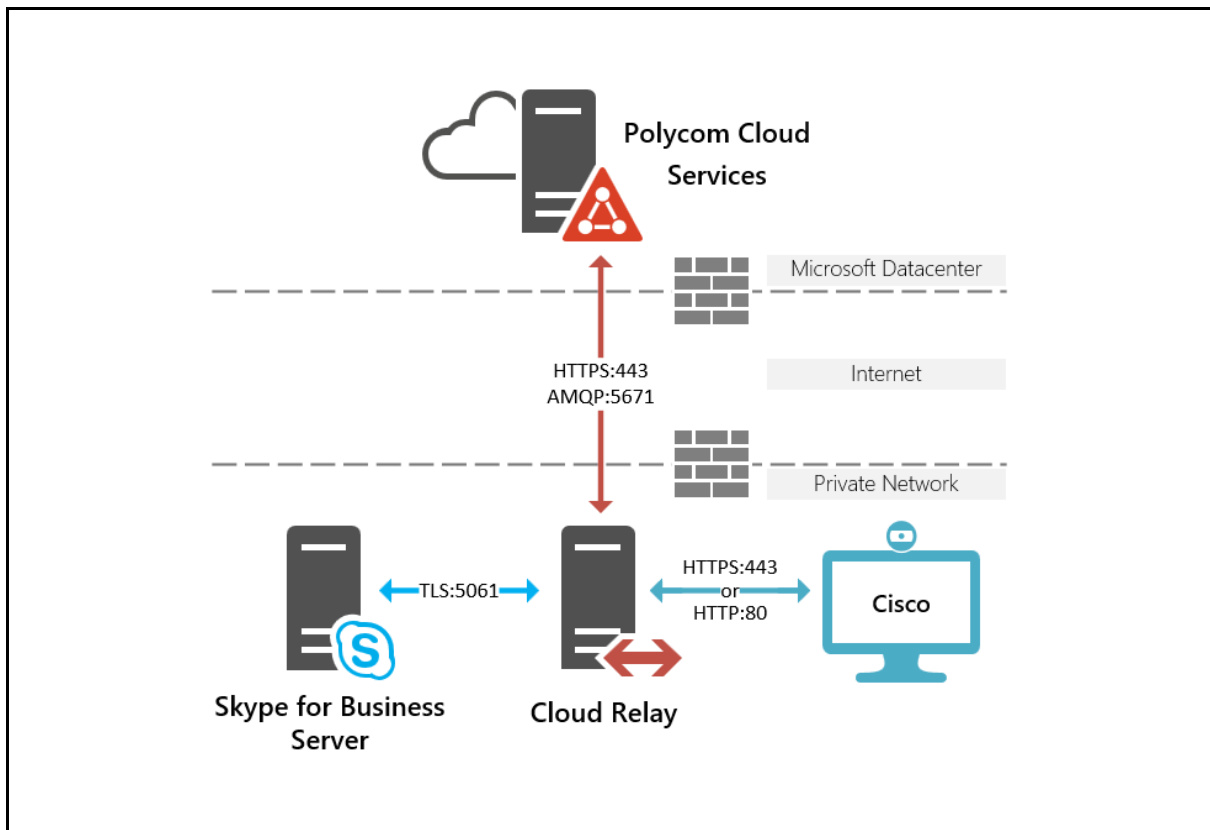 Polycom Cloud
Services
Microsoft Datacenter
HTTPS:443
AMQP:5671
Internet
Private Network
TLS:5061
HTTPS:443
or
HTTP:80
Cisco
S
Skype for Business
Server
Cloud Relay